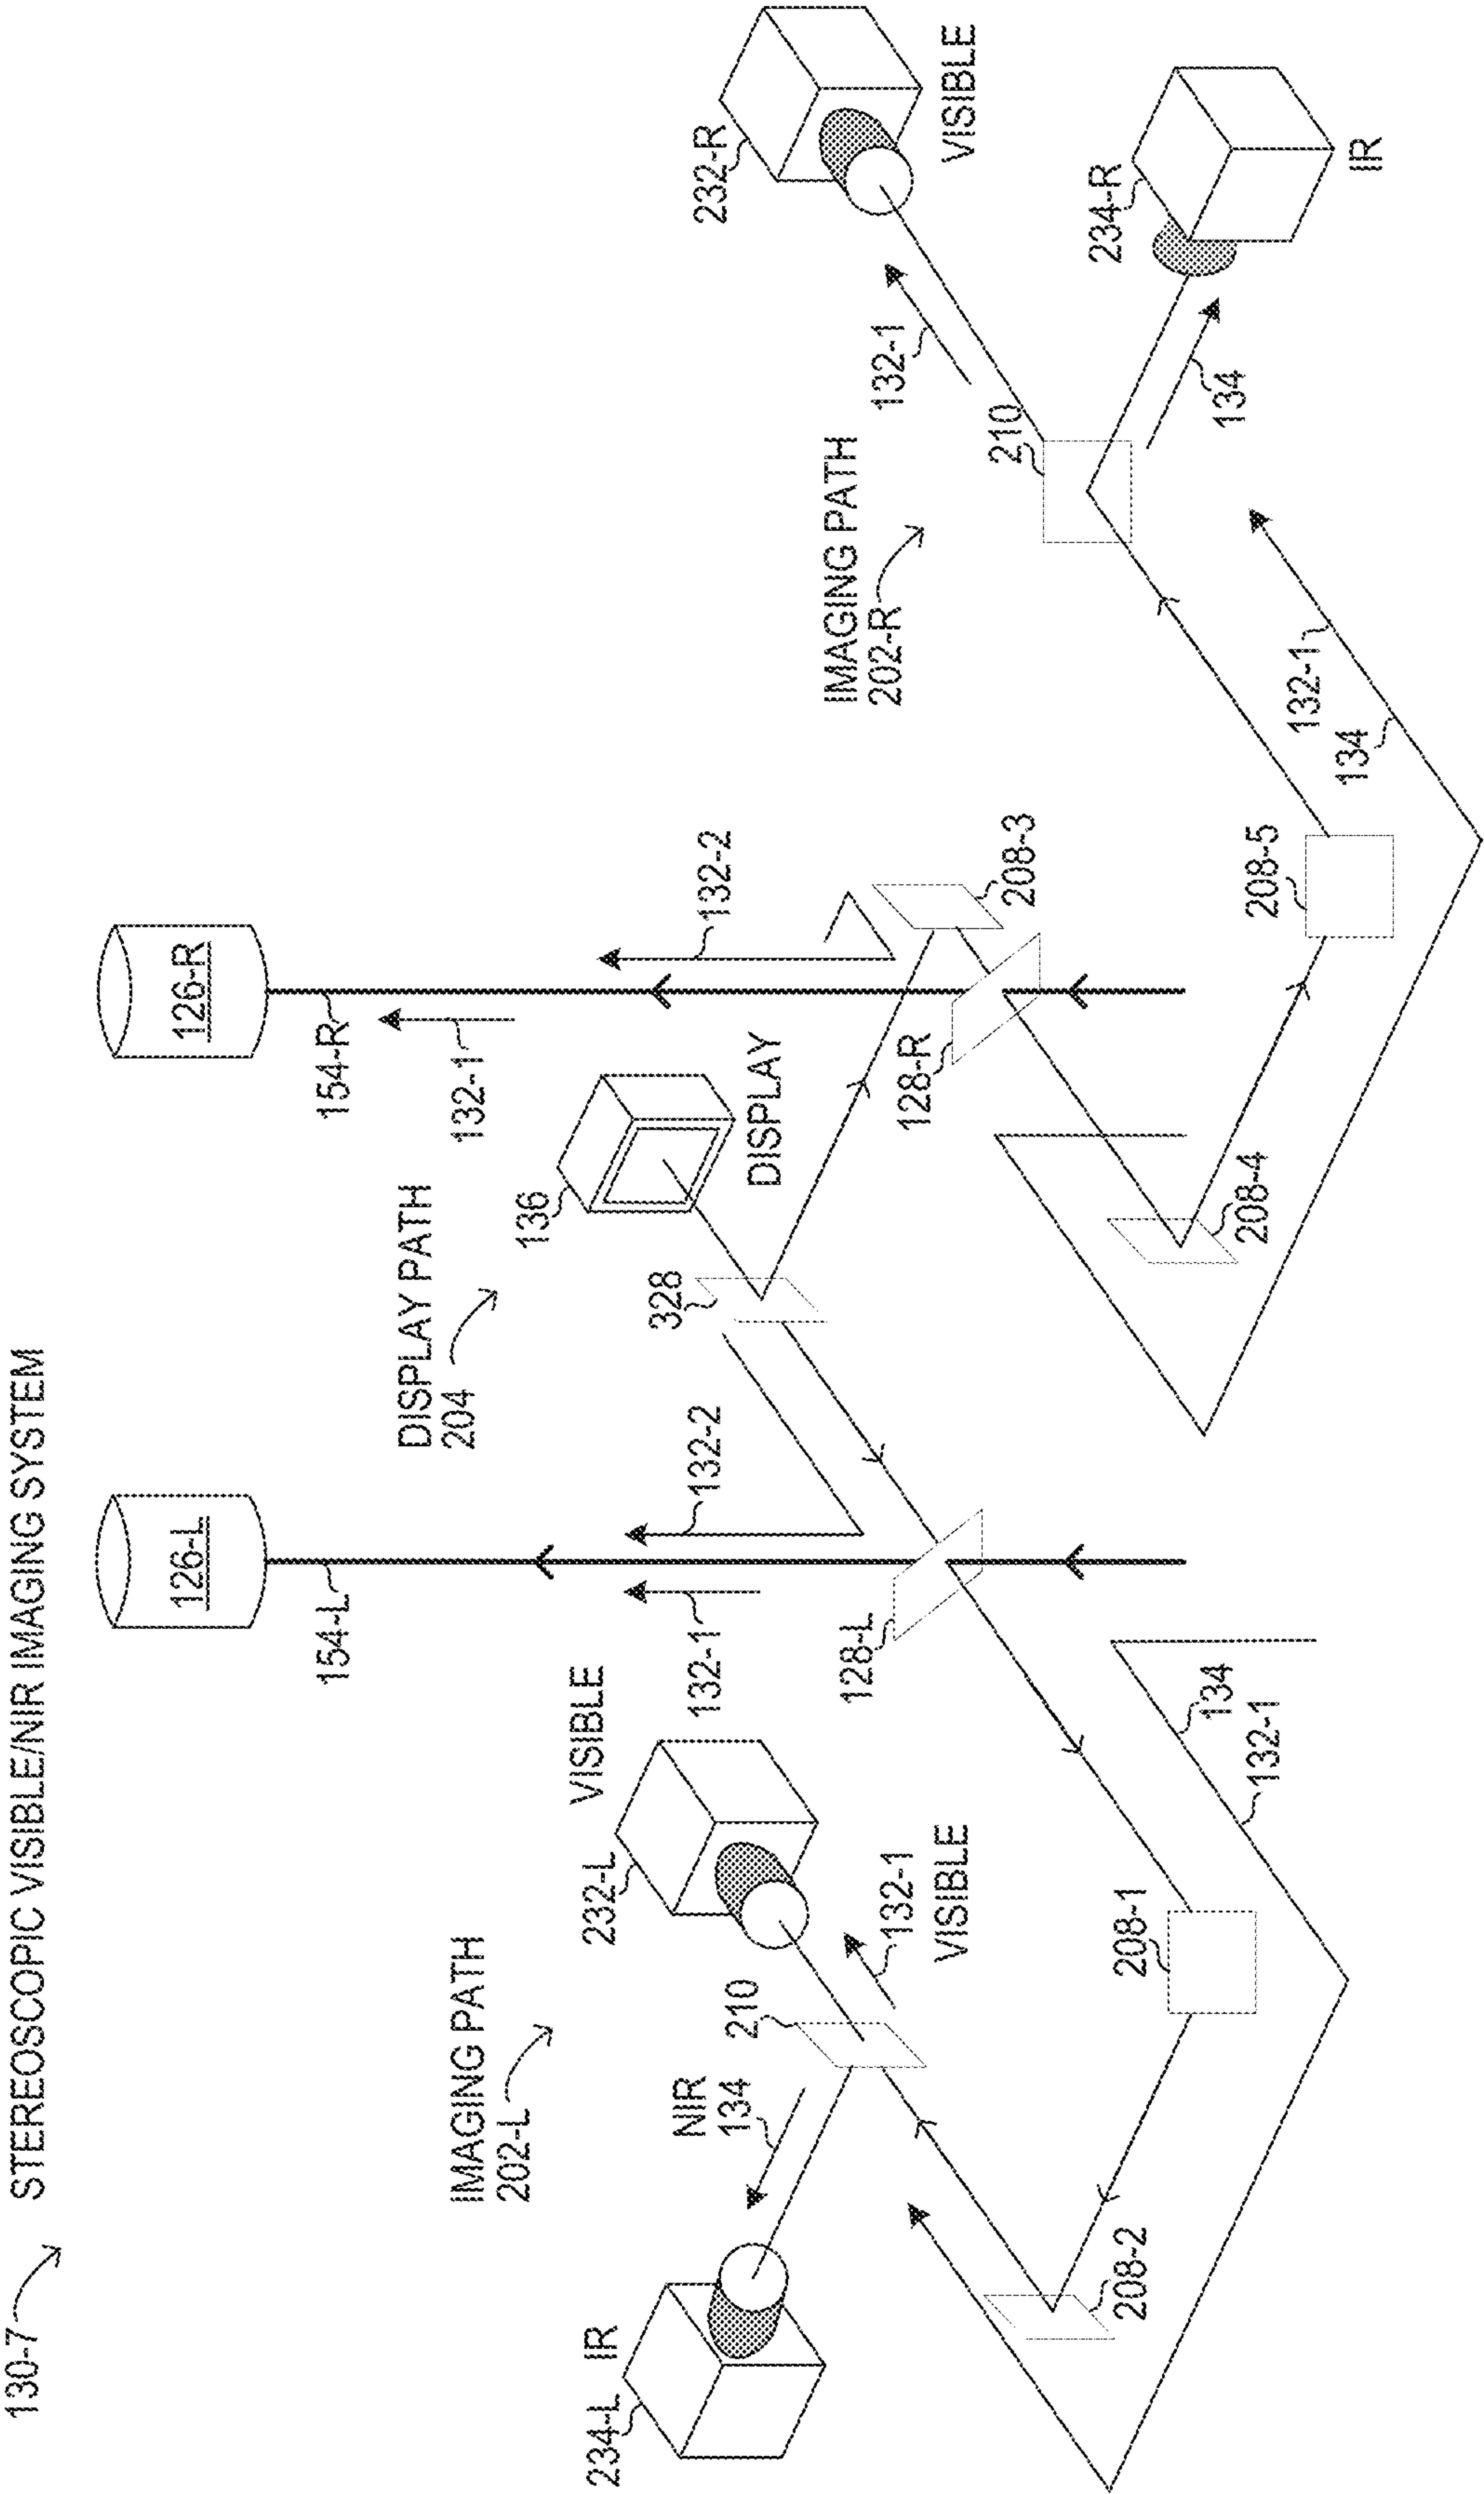 130-7
STEREOSCOPIC VISIBLE/NIR IMAGING SYSTEM
126-L
126-R
154-L
154-R
132-1
132-2
132-1
132-2
DISPLAY PATH
204
136
DISPLAY
328
IMAGING PATH
202-L
234-L
IR
NIR
134
210
232-L
VISIBLE
132-1
VISIBLE
128-L
208-1
208-2
134
132-1
128-R
208-3
208-4
208-5
134
132-1
IMAGING PATH
202-R
210
132-1
134
232-R
VISIBLE
234-R
IR